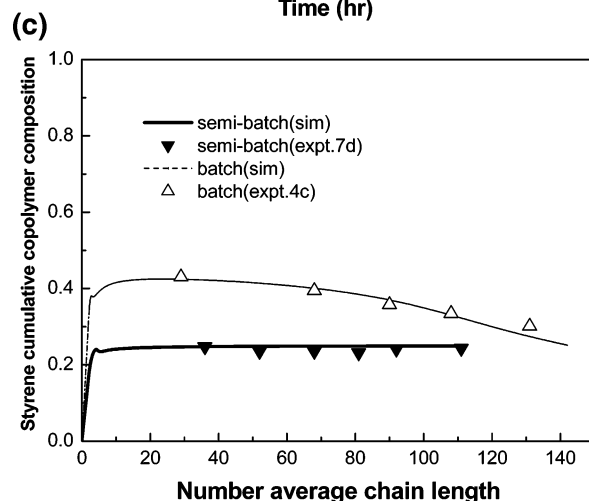 Time (hr)
(c)
Styrene cumulative copolymer composition
1.0
0.8
0.6
0.4
0.2
0.0
semi-batch(sim)
semi-batch(expt.7d)
batch(sim)
batch(expt.4c)
0 20 40 60 80 100 120 140
Number average chain length